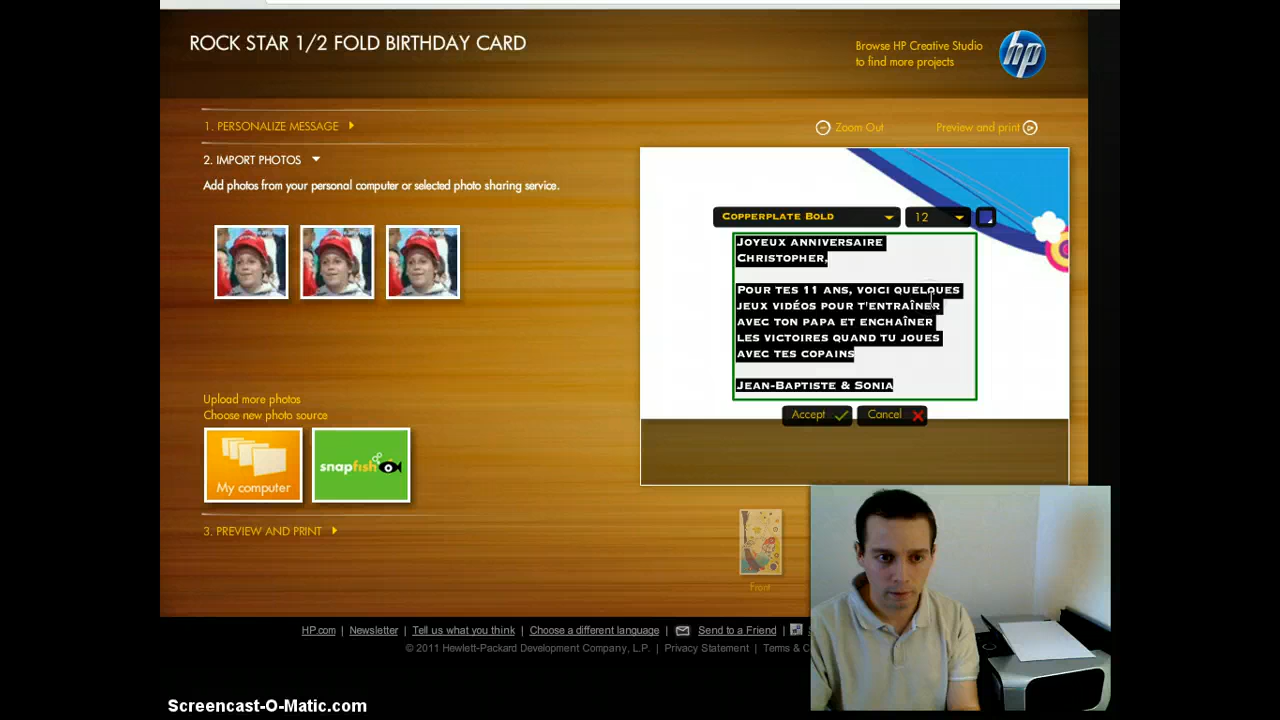 ROCK STAR 1/2 FOLD BIRTHDAY CARD
Browse HP Creative Studio
to find more projects
hp
1. PERSONALIZE MESSAGE
Zoom Out
Preview and print
2. IMPORT PHOTOS
Add photos from your personal computer or selected photo sharing service.
COPPERPLATE BOLD
12
JOYEUX ANNIVERSAIRE
CHRISTOPHER,
POUR TES 11 ANS, VOICI QUELQUES
JEUX VIDÉOS POUR T'ENTRAÎNER
AVEC TON PAPA ET ENCHAÎNER
LES VICTOIRES QUAND TU JOUES
AVEC TES COPAINS
JEAN-BAPTISTE & SONIA
Accept
Cancel
Upload more photos
Choose new photo source
My computer
snapfish
3. PREVIEW AND PRINT
Front
HP.com | Newsletter | Tell us what you think | Choose a different language | Send to a Friend |
© 2011 Hewlett-Packard Development Company, L.P. | Privacy Statement | Terms & C
Screencast-O-Matic.com